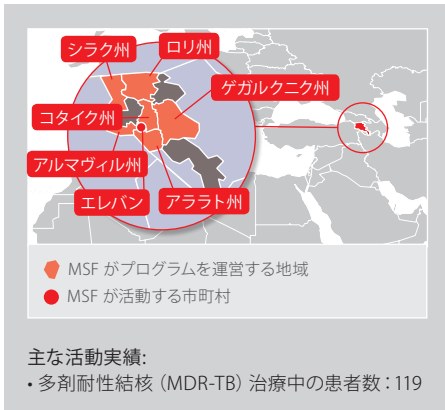 シラク州
ロリ州
ゲガルクニク州
コタイク州
アルマヴィル州
エレバン
アララト州
MSF がプログラムを運営する地域
MSF が活動する市町村
主な活動実績:
• 多剤耐性結核（MDR-TB）治療中の患者数：119